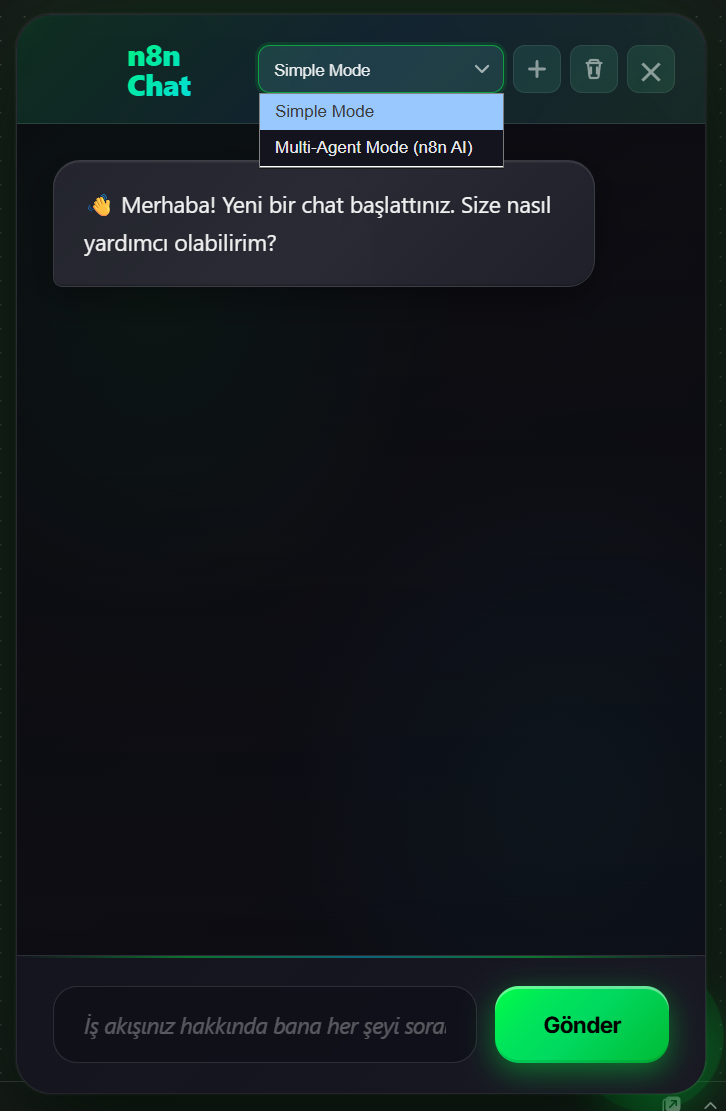 n8n
Chat
Simple Mode
Simple Mode
Multi-Agent Mode (n8n AI)
👋 Merhaba! Yeni bir chat başlattınız. Size nasıl
yardımcı olabilirim?
İş akışınız hakkında bana her şeyi sora
Gönder